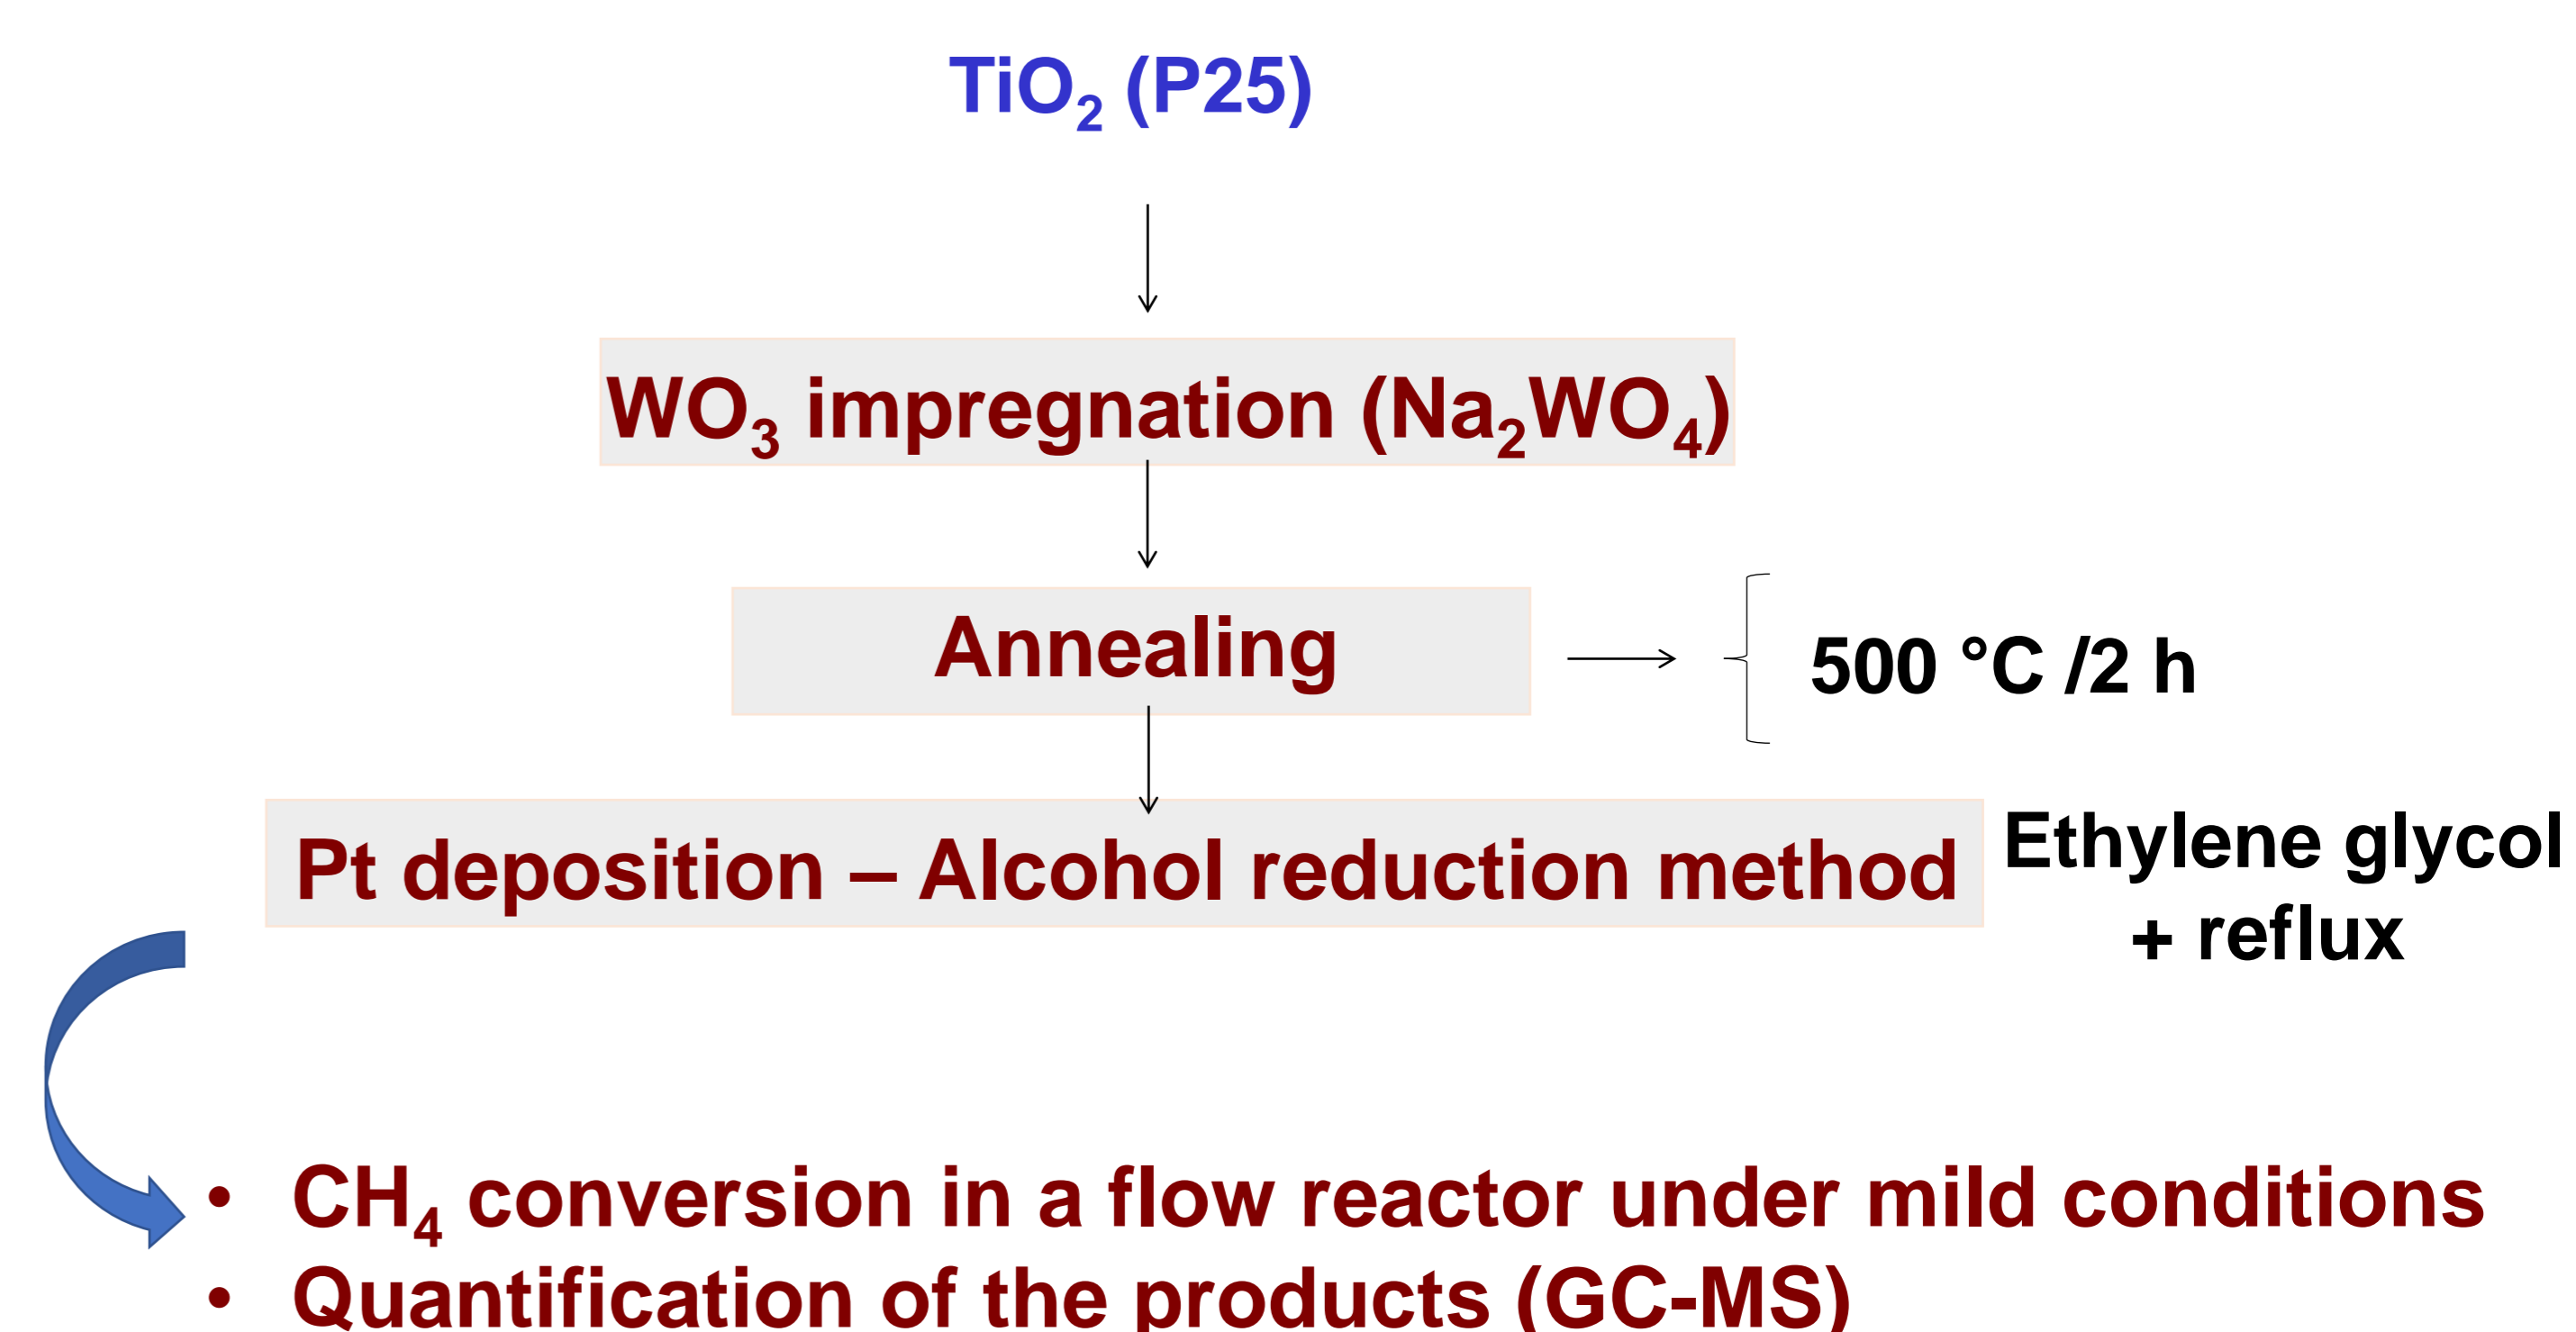 TiO₂ (P25)
WO₃ impregnation (Na₂WO₄)
Annealing
500 °C /2 h
Pt deposition – Alcohol reduction method
Ethylene glycol
+ reflux
• CH₄ conversion in a flow reactor under mild conditions
• Quantification of the products (GC-MS)